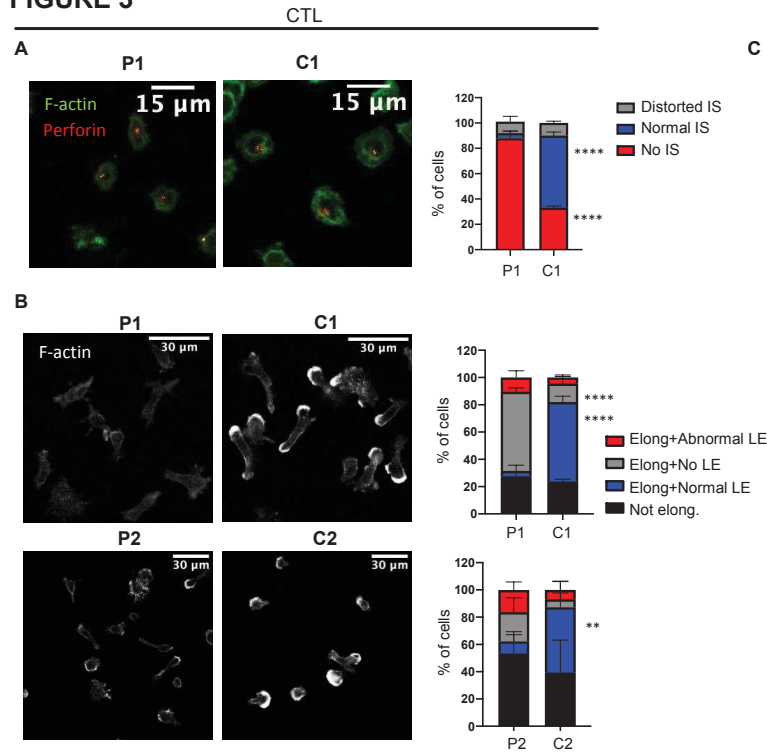 FIGURE 3
CTL
A
C
P1
C1
F-actin
Perforin
15 µm
15 µm
% of cells
120
100
80
60
40
20
0
****
****
P1
C1
Distorted IS
Normal IS
No IS
B
P1
C1
F-actin
30 µm
30 µm
% of cells
120
100
80
60
40
20
0
****
****
P1
C1
Elong+Abnormal LE
Elong+No LE
Elong+Normal LE
Not elong.
P2
C2
30 µm
30 µm
% of cells
120
100
80
60
40
20
0
**
P2
C2